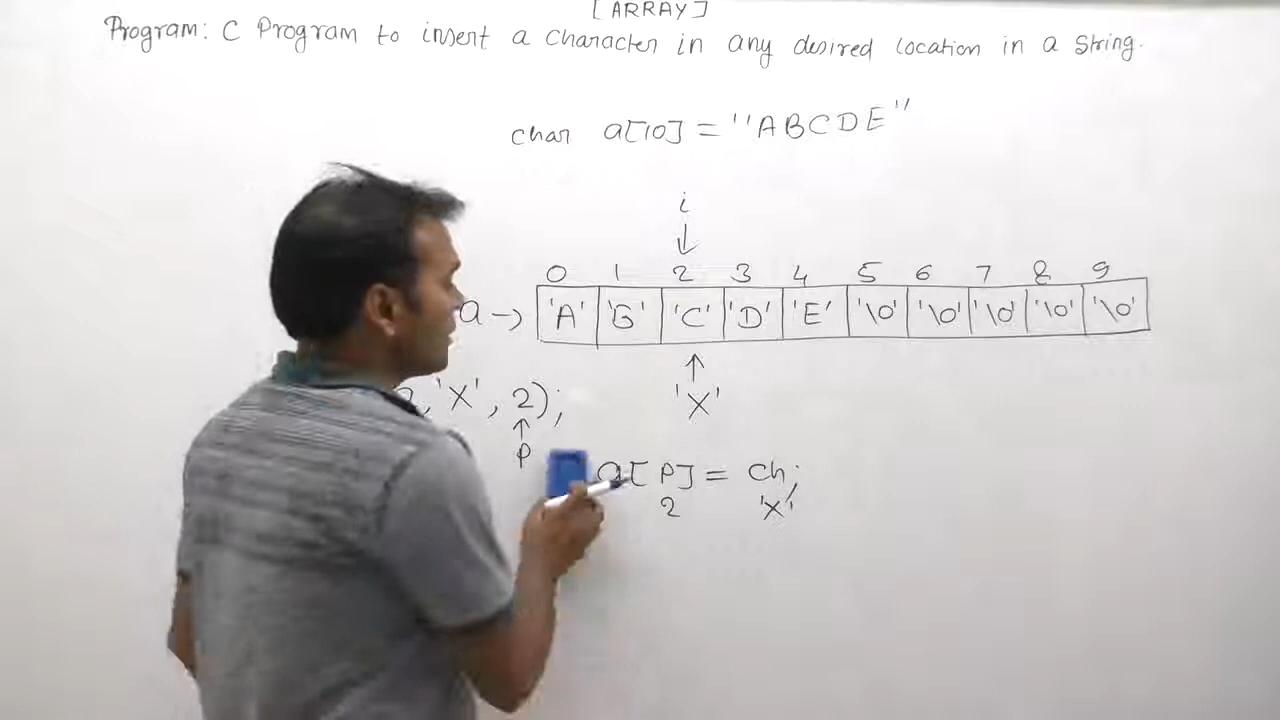 [ARRAY]
Program: C Program to insert a character in any desired location in a string.
char a[10] = "ABCDE"
i
↓
0 1 2 3 4 5 6 7 8 9
a -> 'A' 'B' 'C' 'D' 'E' '\0' '\0' '\0' '\0' '\0'
↑
'X'
,'X', 2);
↑
P
a[P] = ch;
2 'X'